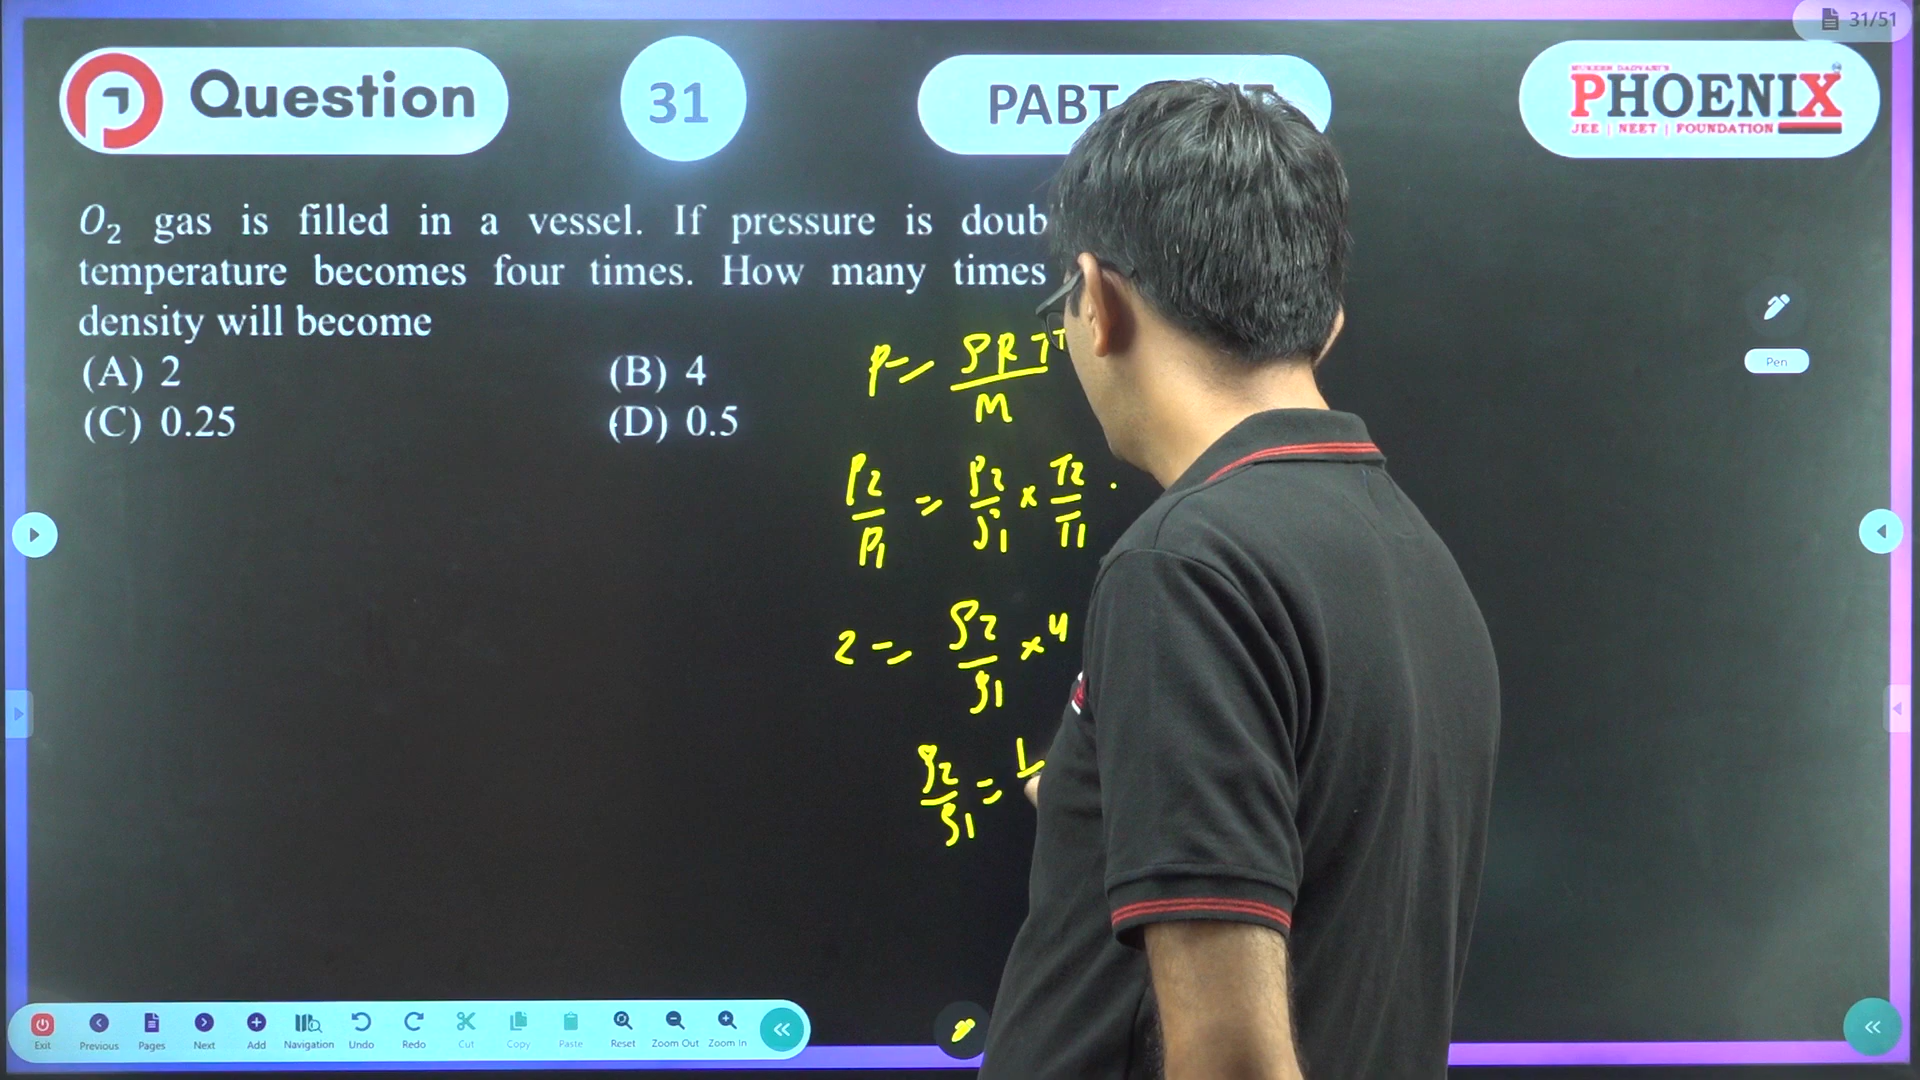 31/51
Question
31
PABT
MUKESH DADVANI'S
PHOENIX
JEE | NEET | FOUNDATION
O₂ gas is filled in a vessel. If pressure is doub
temperature becomes four times. How many times
density will become
(A) 2 (B) 4
(C) 0.25 (D) 0.5
P = ρRT/M
P2/P1 = ρ2/ρ1 × T2/T1
2 = ρ2/ρ1 × 4
ρ2/ρ1 = 1
Pen
Exit
Previous
Pages
Next
Add
Navigation
Undo
Redo
Cut
Copy
Paste
Reset
Zoom Out
Zoom In